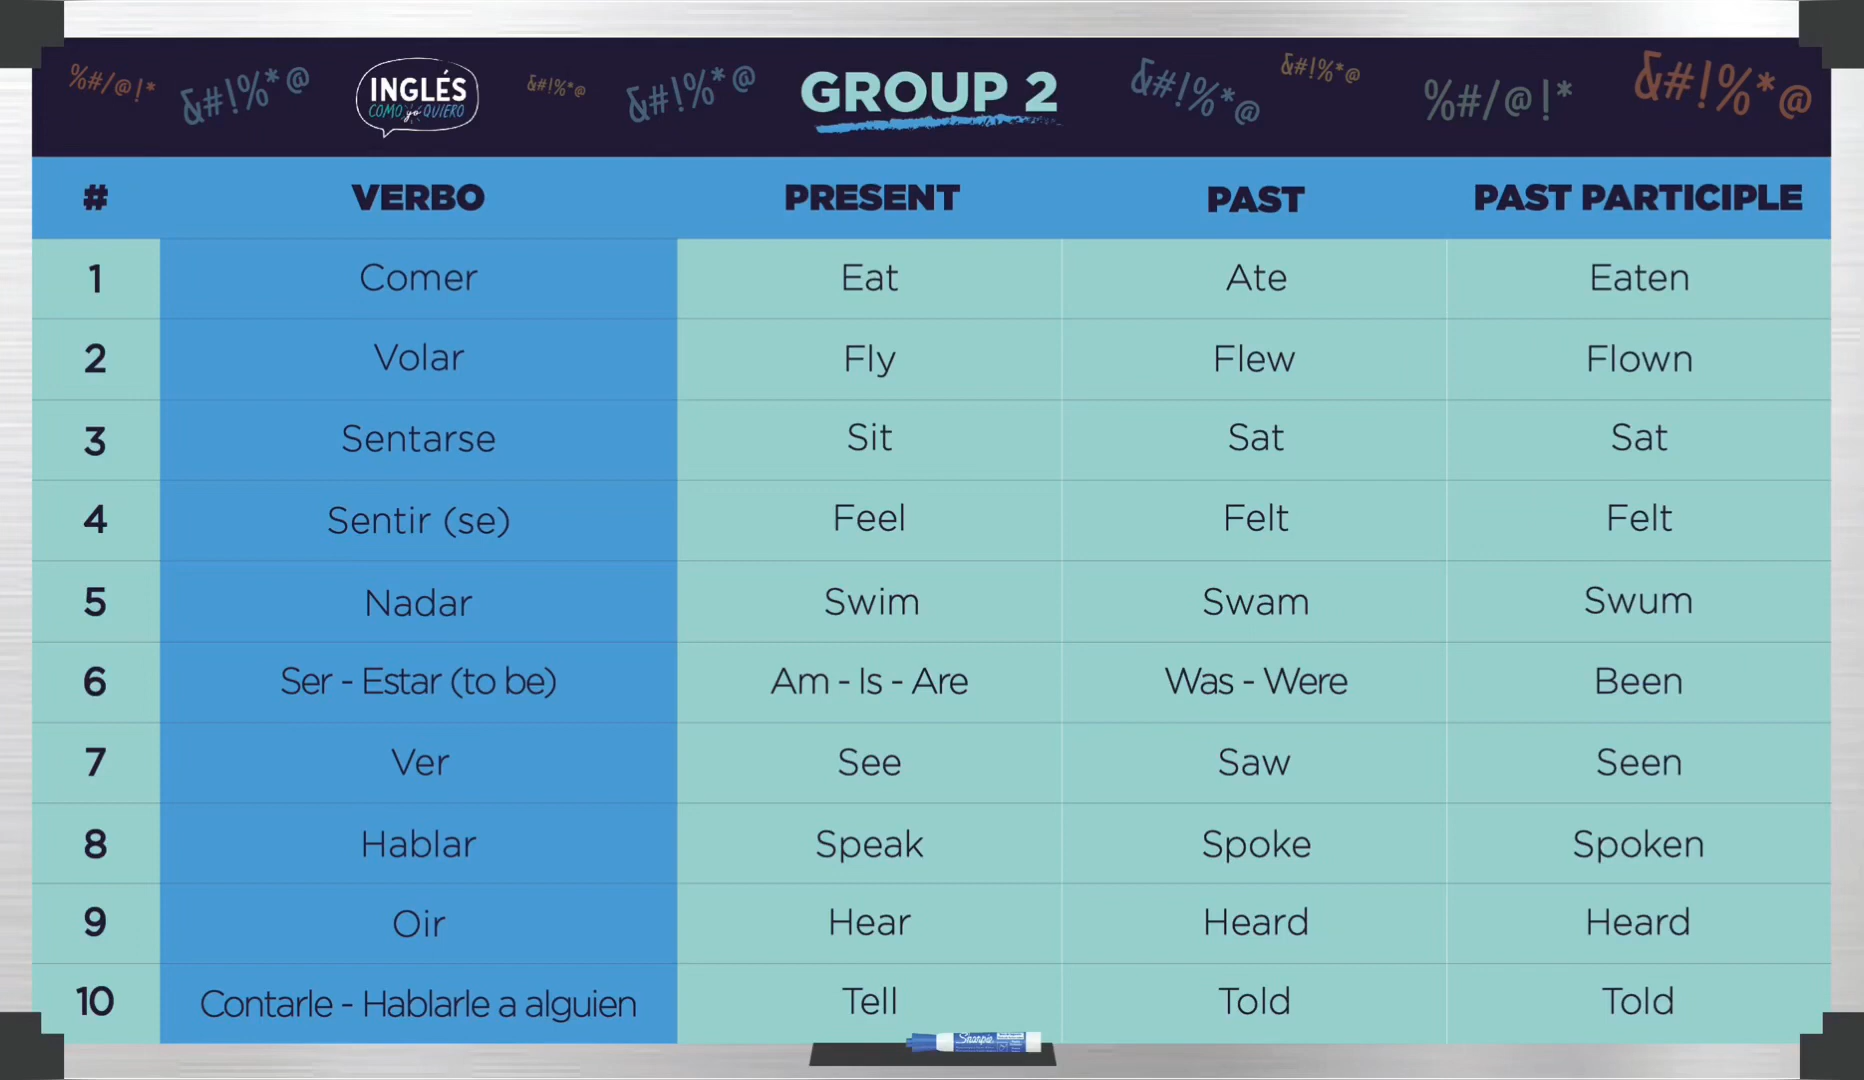 %#/@!* &#!%*@ INGLÉS &#!%*@ &#!%*@ GROUP 2 &#!%*@ &#!%*@ %#/@!* &#!%*@
COMO yo QUIERO
# VERBO PRESENT PAST PAST PARTICIPLE
1 Comer Eat Ate Eaten
2 Volar Fly Flew Flown
3 Sentarse Sit Sat Sat
4 Sentir (se) Feel Felt Felt
5 Nadar Swim Swam Swum
6 Ser - Estar (to be) Am - Is - Are Was - Were Been
7 Ver See Saw Seen
8 Hablar Speak Spoke Spoken
9 Oir Hear Heard Heard
10 Contarle - Hablarle a alguien Tell Told Told
Sharpie